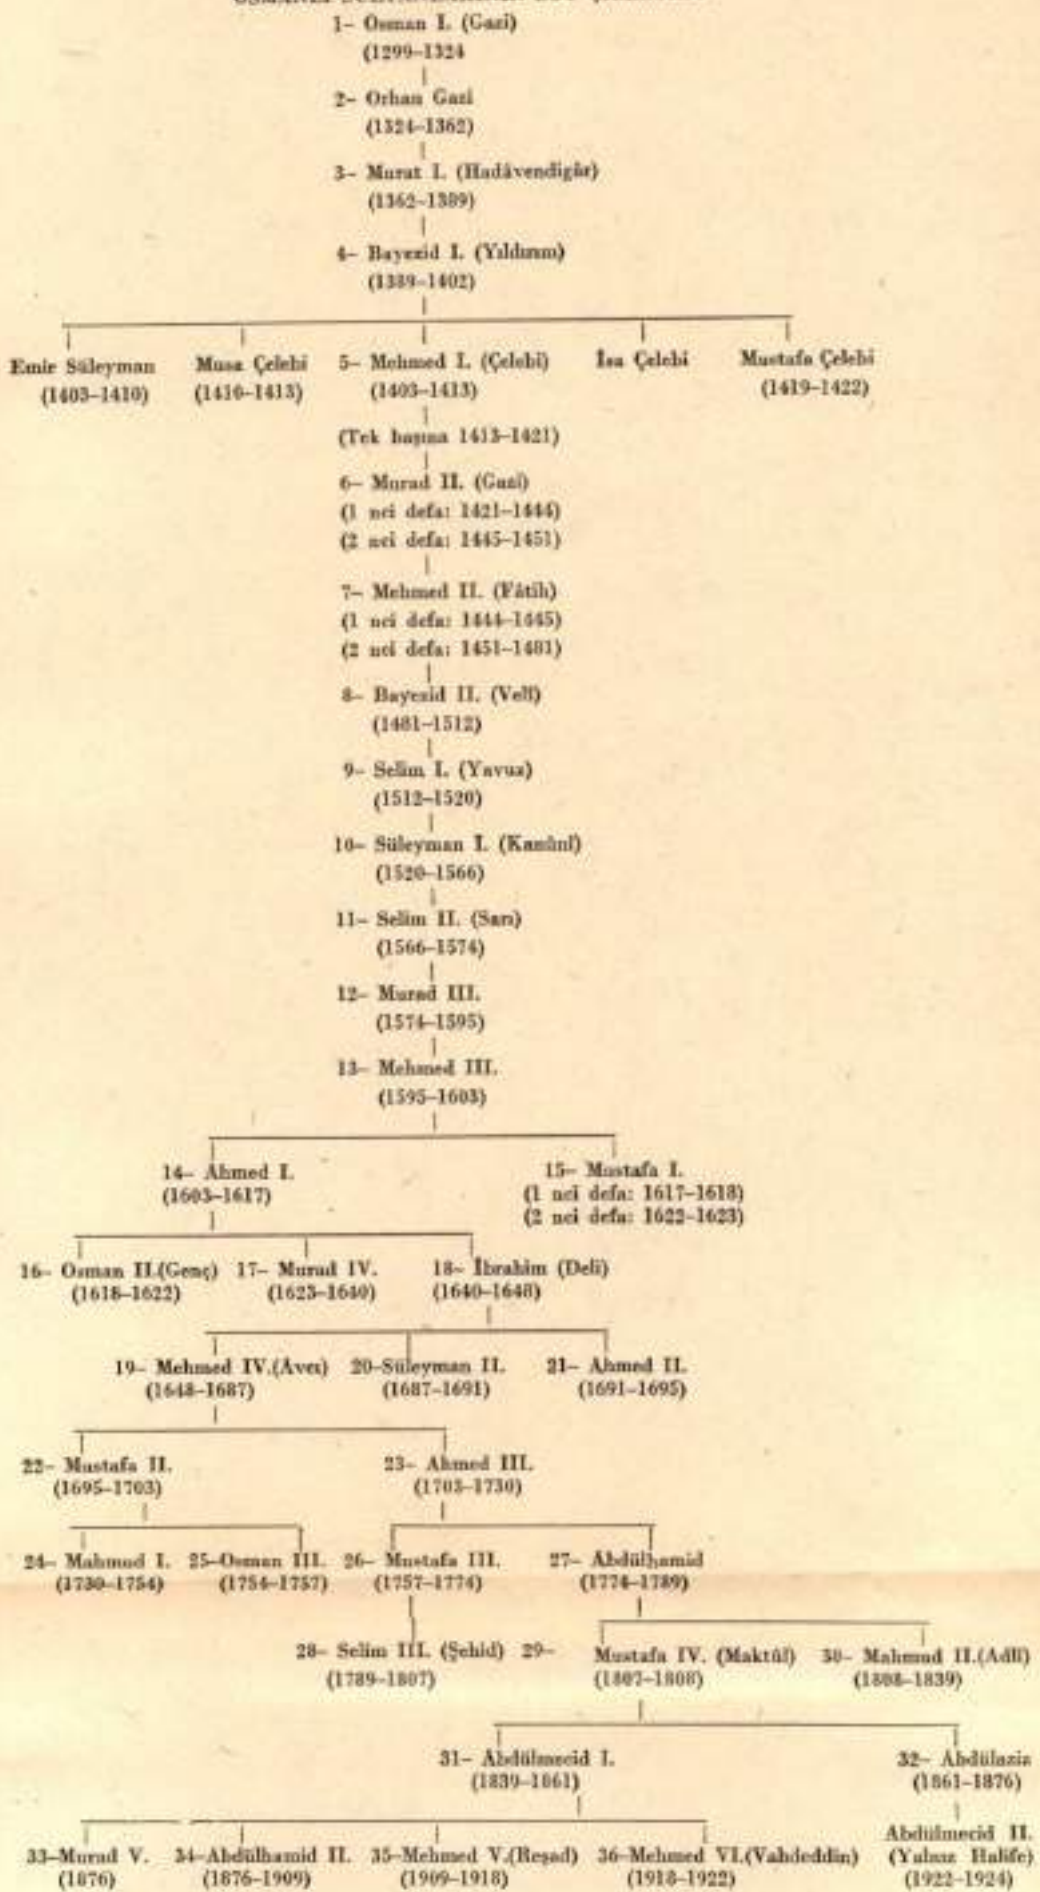 1– Osman I. (Gazi)
(1299–1324
2– Orhan Gazi
(1324–1362)
3– Murat I. (Hudâvendigâr)
(1362–1389)
4– Bayezid I. (Yıldırım)
(1389–1402)
Emir Süleyman Musa Çelebi 5– Mehmed I. (Çelebi) İsa Çelebi Mustafa Çelebi
(1403–1410) (1410–1413) (1403–1413) (1419–1422)
(Tek başına 1413–1421)
6– Murad II. (Gazi)
(1 nci defa: 1421–1444)
(2 nci defa: 1445–1451)
7– Mehmed II. (Fâtih)
(1 nci defa: 1444–1445)
(2 nci defa: 1451–1481)
8– Bayezid II. (Velî)
(1481–1512)
9– Selim I. (Yavuz)
(1512–1520)
10– Süleyman I. (Kanûnî)
(1520–1566)
11– Selim II. (Sarı)
(1566–1574)
12– Murad III.
(1574–1595)
13– Mehmed III.
(1595–1603)
14– Ahmed I. 15– Mustafa I.
(1603–1617) (1 nci defa: 1617–1618)
(2 nci defa: 1622–1623)
16– Osman II.(Genç) 17– Murad IV. 18– İbrahim (Deli)
(1618–1622) (1623–1640) (1640–1648)
19– Mehmed IV.(Avcı) 20–Süleyman II. 21– Ahmed II.
(1648–1687) (1687–1691) (1691–1695)
22– Mustafa II. 23– Ahmed III.
(1695–1703) (1703–1730)
24– Mahmud I. 25–Osman III. 26– Mustafa III. 27– Abdülhamid
(1730–1754) (1754–1757) (1757–1774) (1774–1789)
28– Selim III. (Şehid) 29– Mustafa IV. (Maktûl) 30– Mahmud II.(Adlî)
(1789–1807) (1807–1808) (1808–1839)
31– Abdülmecid I. 32– Abdülaziz
(1839–1861) (1861–1876)
Abdülmecid II.
33–Murad V. 34–Abdülhamid II. 35–Mehmed V.(Reşad) 36–Mehmed VI.(Vahdeddin) (Yalnız Halife)
(1876) (1876–1909) (1909–1918) (1918–1922) (1922–1924)